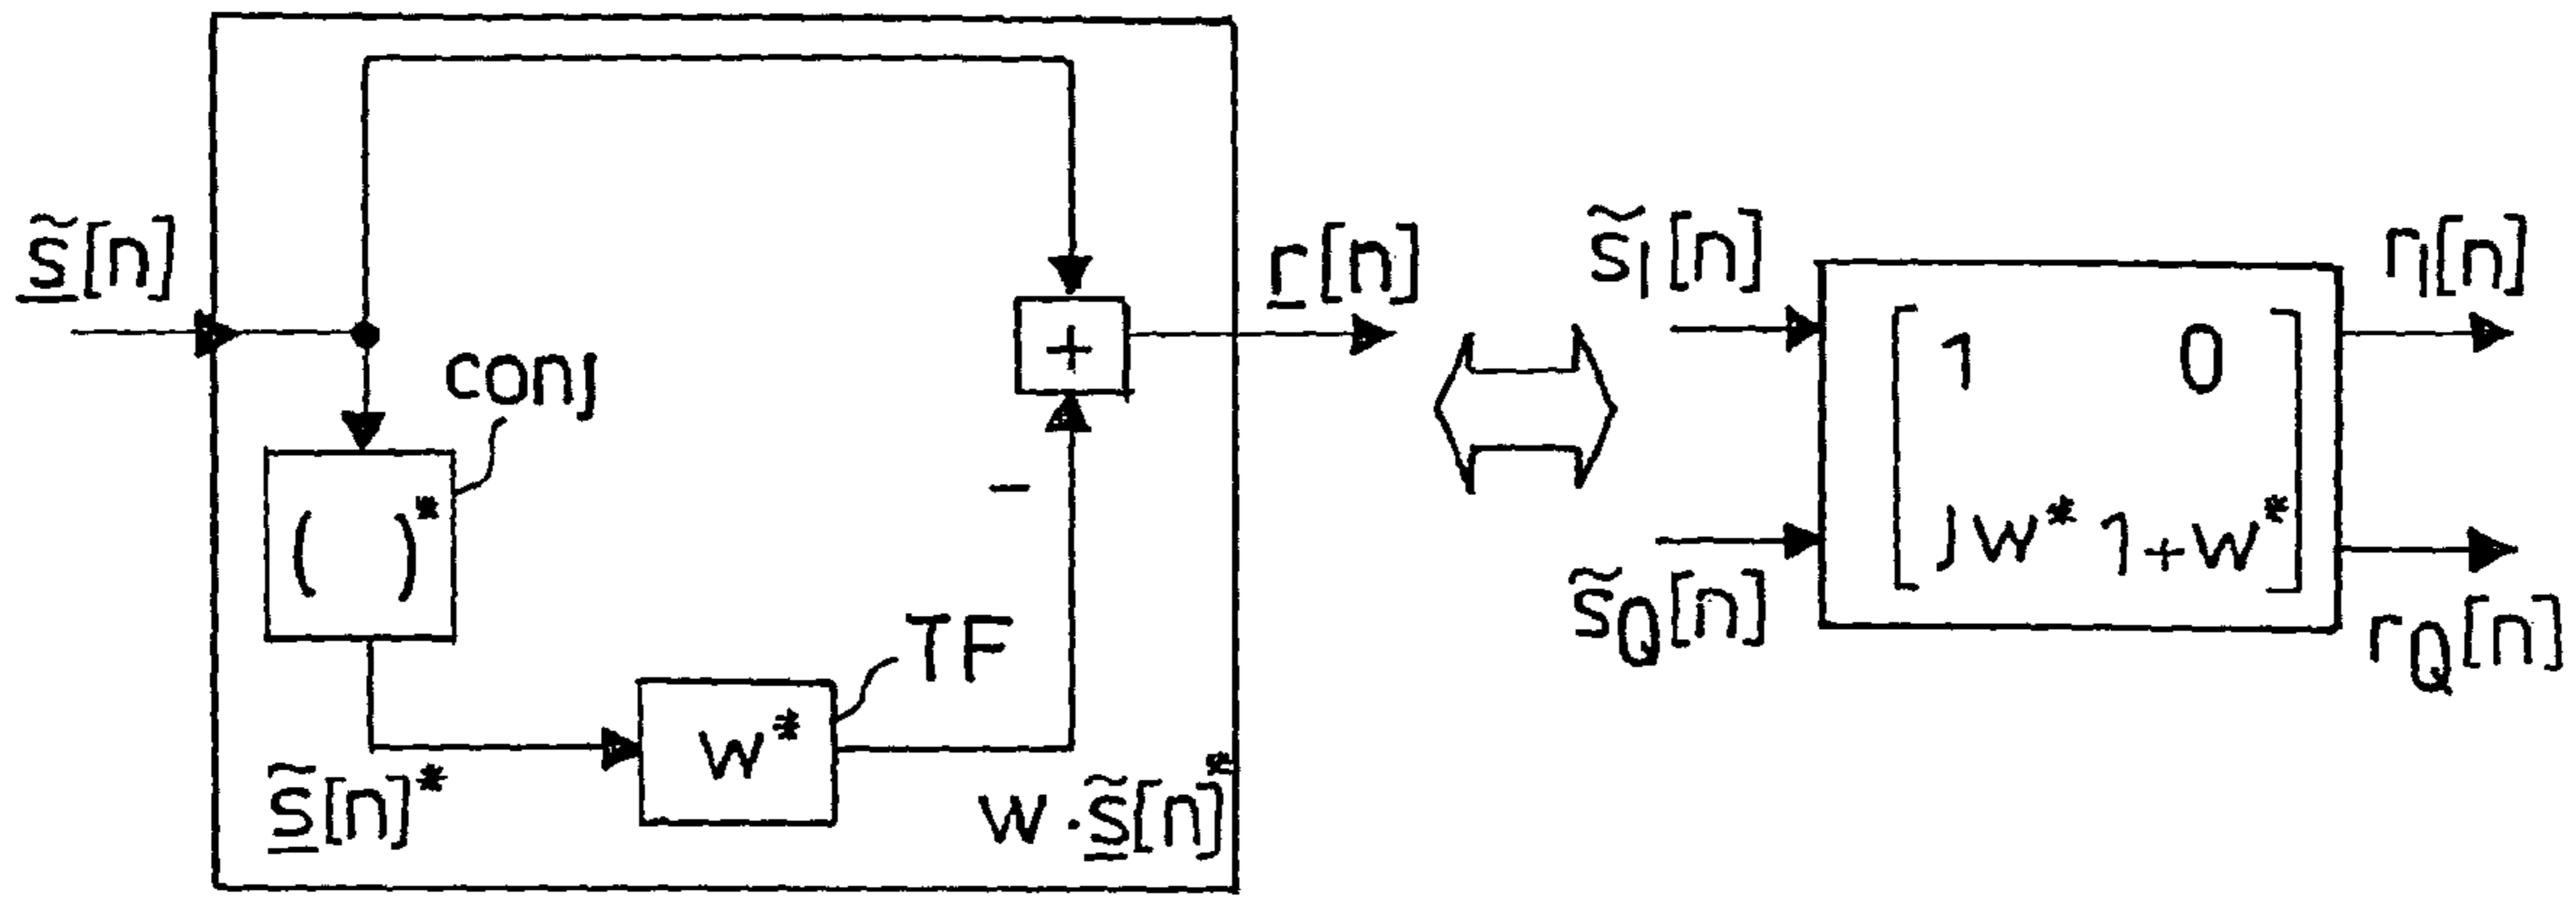 s̲̃[n]
conj
( )*
s̲̃[n]*
w*
TF
w·s̲̃[n]*
+
−
r̲[n]
s̃I[n]
s̃Q[n]
1 0
jw* 1+w*
rI[n]
rQ[n]